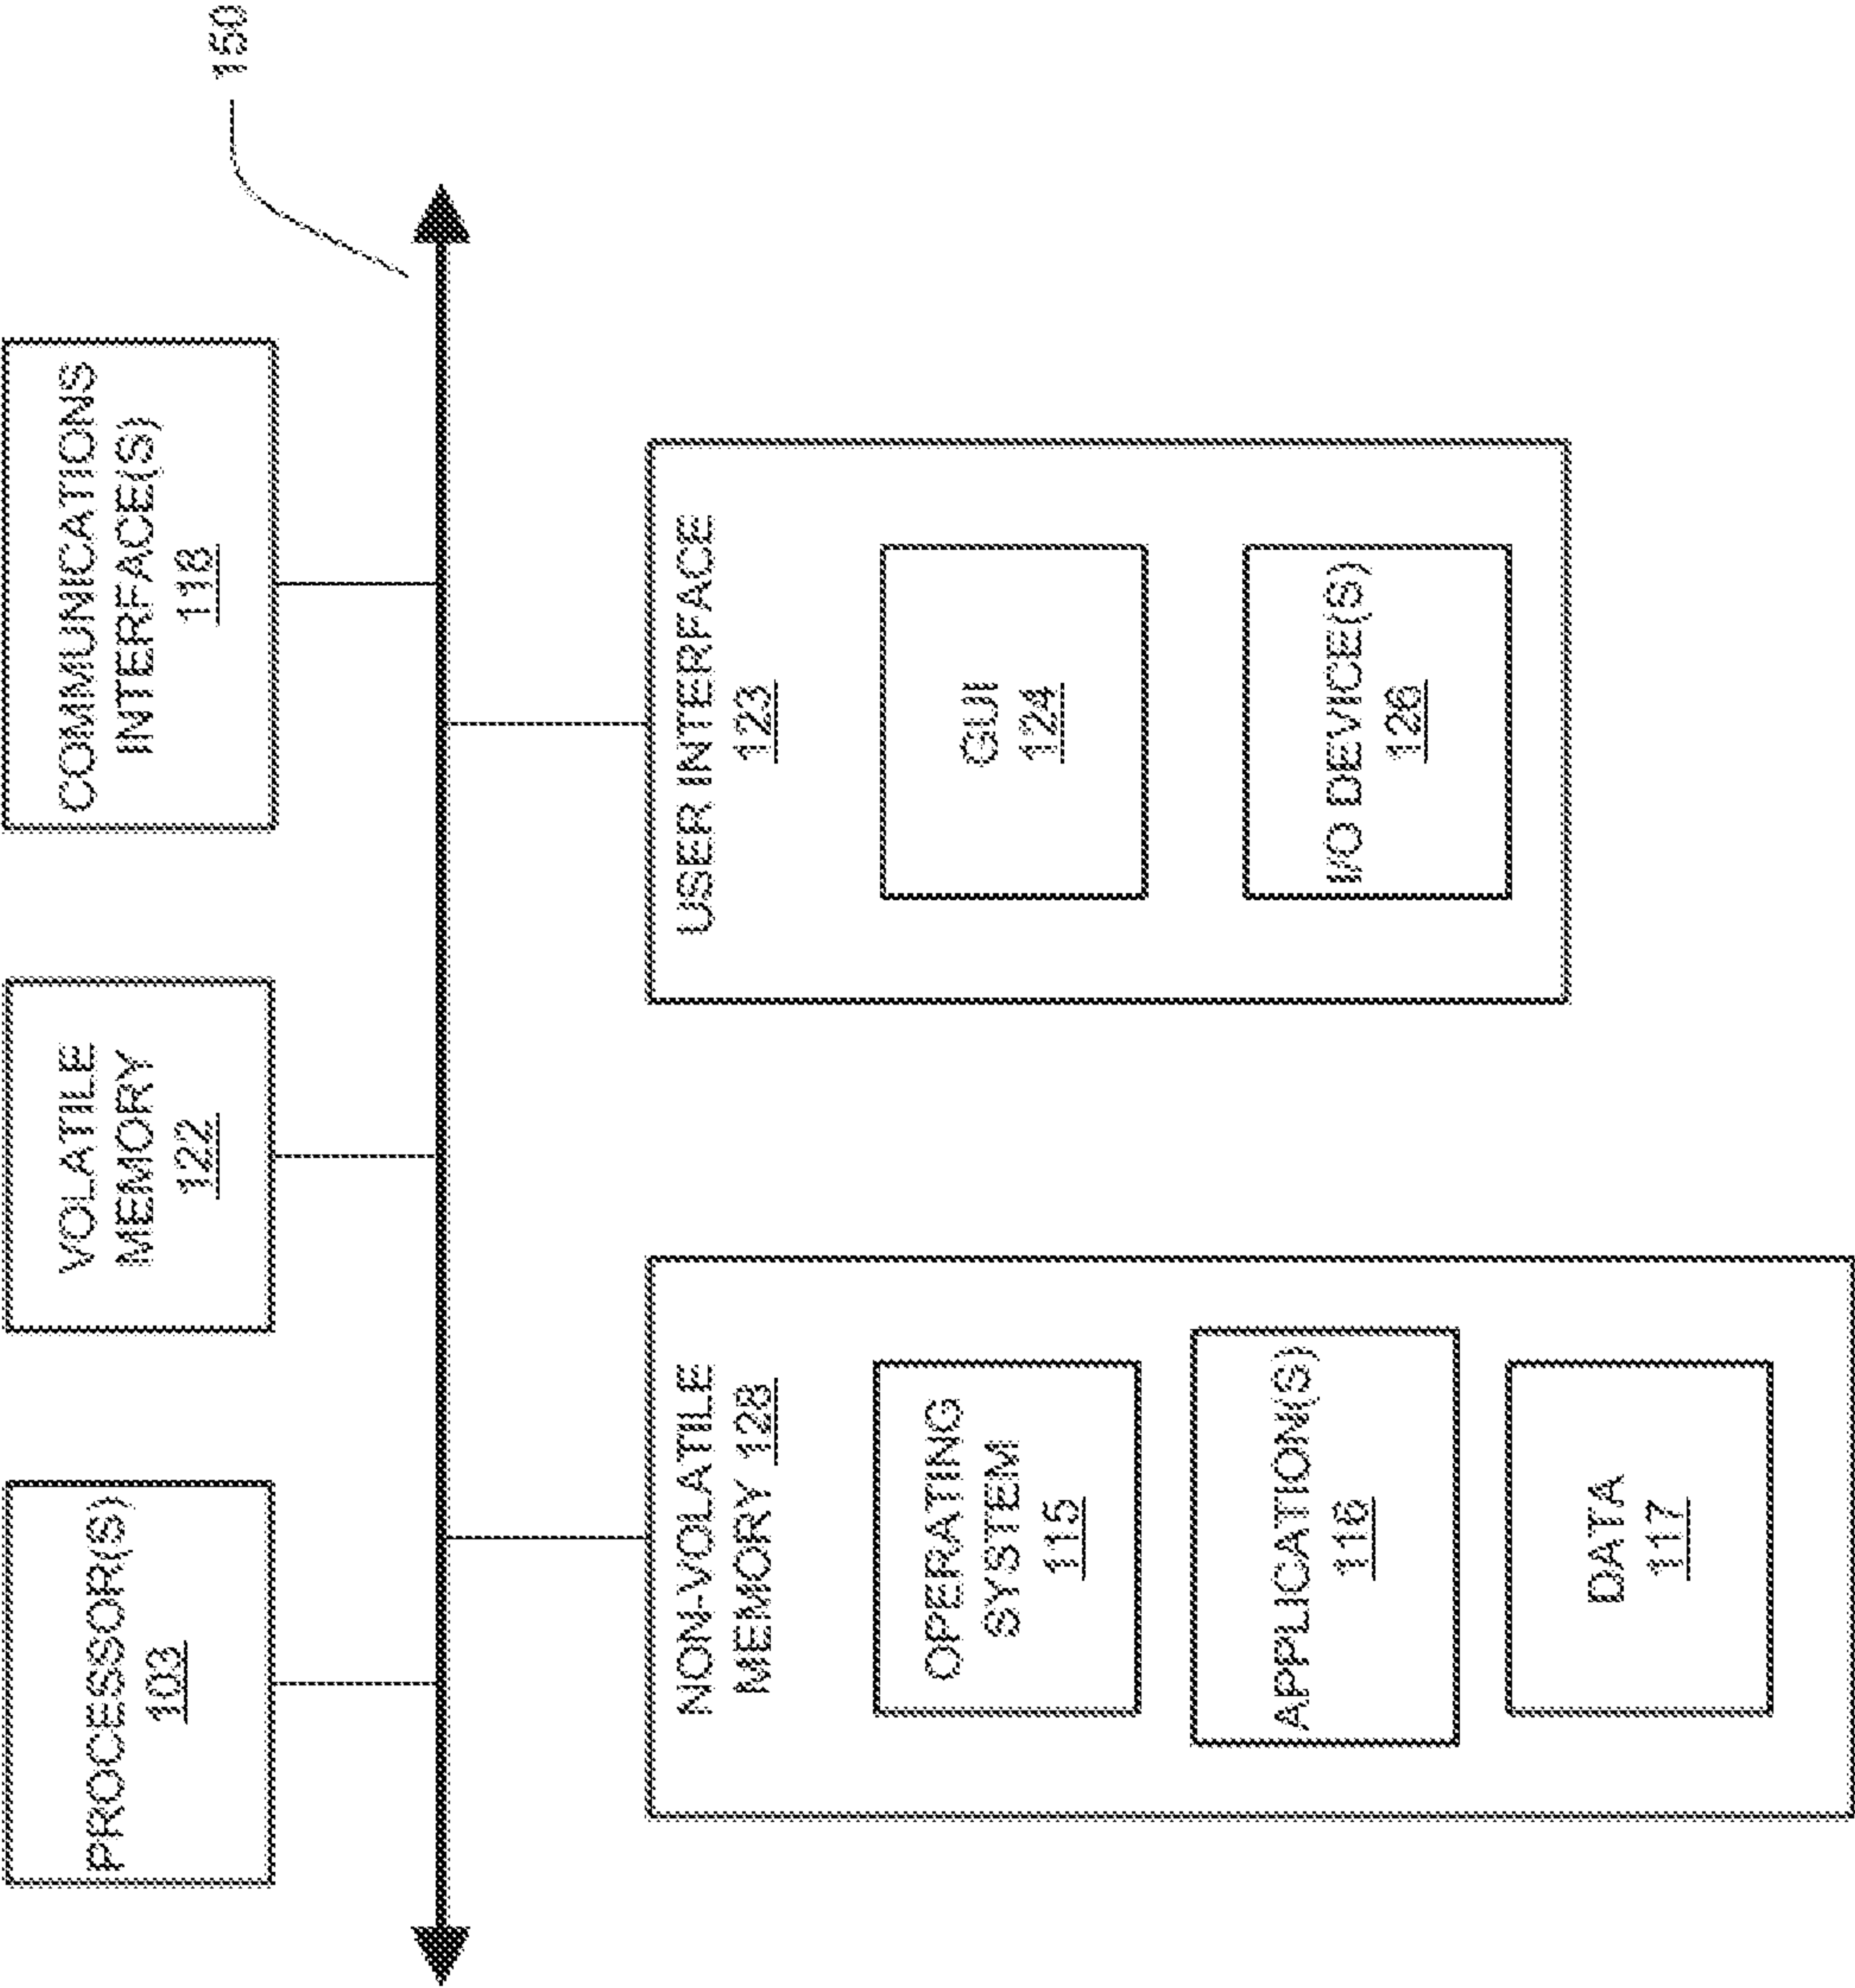 150
PROCESSOR(S)
103
VOLATILE
MEMORY
122
COMMUNICATIONS
INTERFACE(S)
118
NON-VOLATILE
MEMORY 128
OPERATING
SYSTEM
115
APPLICATION(S)
116
DATA
117
USER INTERFACE
123
GUI
124
I/O DEVICE(S)
126